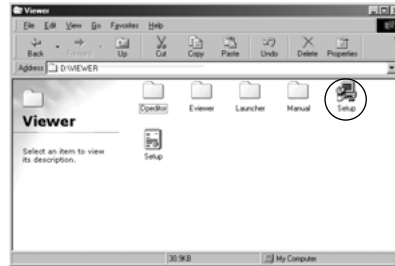 Viewer
File Edit View Go Favorites Help
Back Forward Up Cut Copy Paste Undo Delete Properties
Address D:\VIEWER
Viewer
Select an item to view
its description.
Dpeditor Eviewer Launcher Manual Setup
Setup
30.9KB My Computer